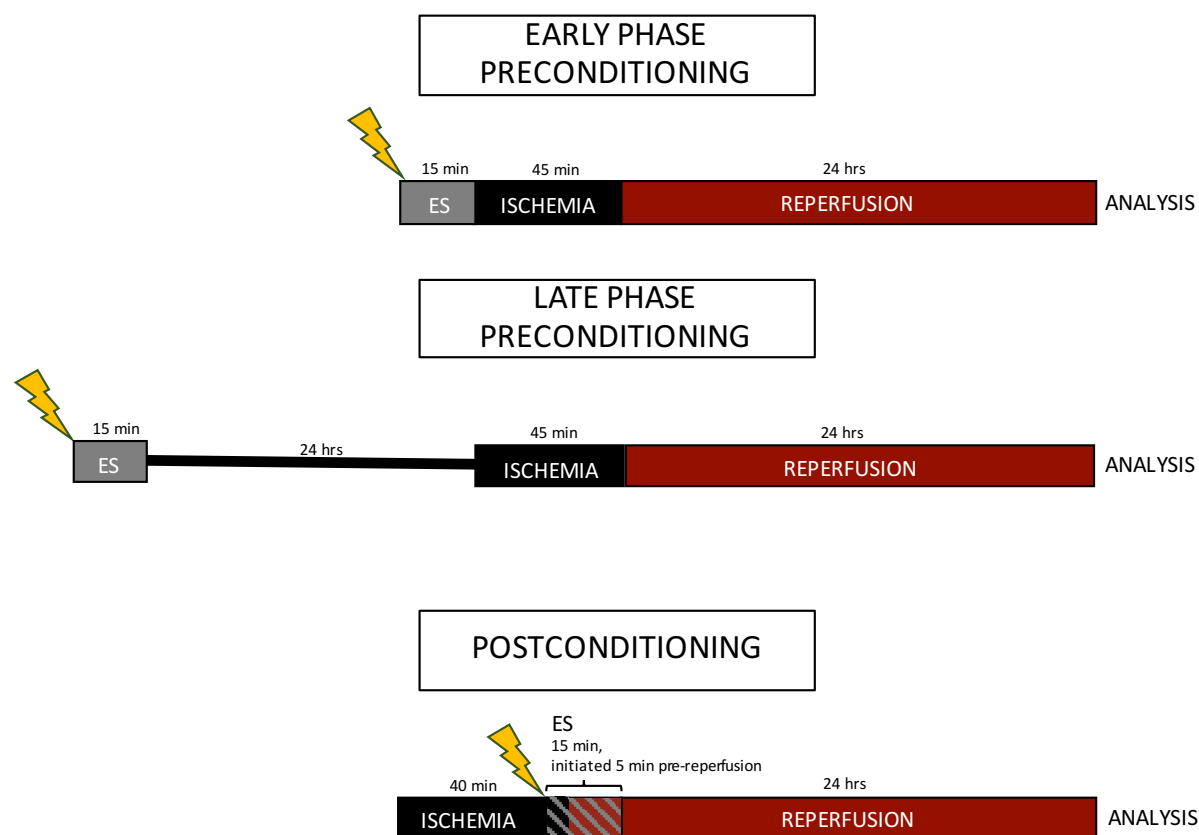 EARLY PHASE
PRECONDITIONING
15 min
45 min
24 hrs
ES
ISCHEMIA
REPERFUSION
ANALYSIS
LATE PHASE
PRECONDITIONING
15 min
24 hrs
45 min
24 hrs
ES
ISCHEMIA
REPERFUSION
ANALYSIS
POSTCONDITIONING
ES
15 min,
initiated 5 min pre-reperfusion
40 min
24 hrs
ISCHEMIA
REPERFUSION
ANALYSIS